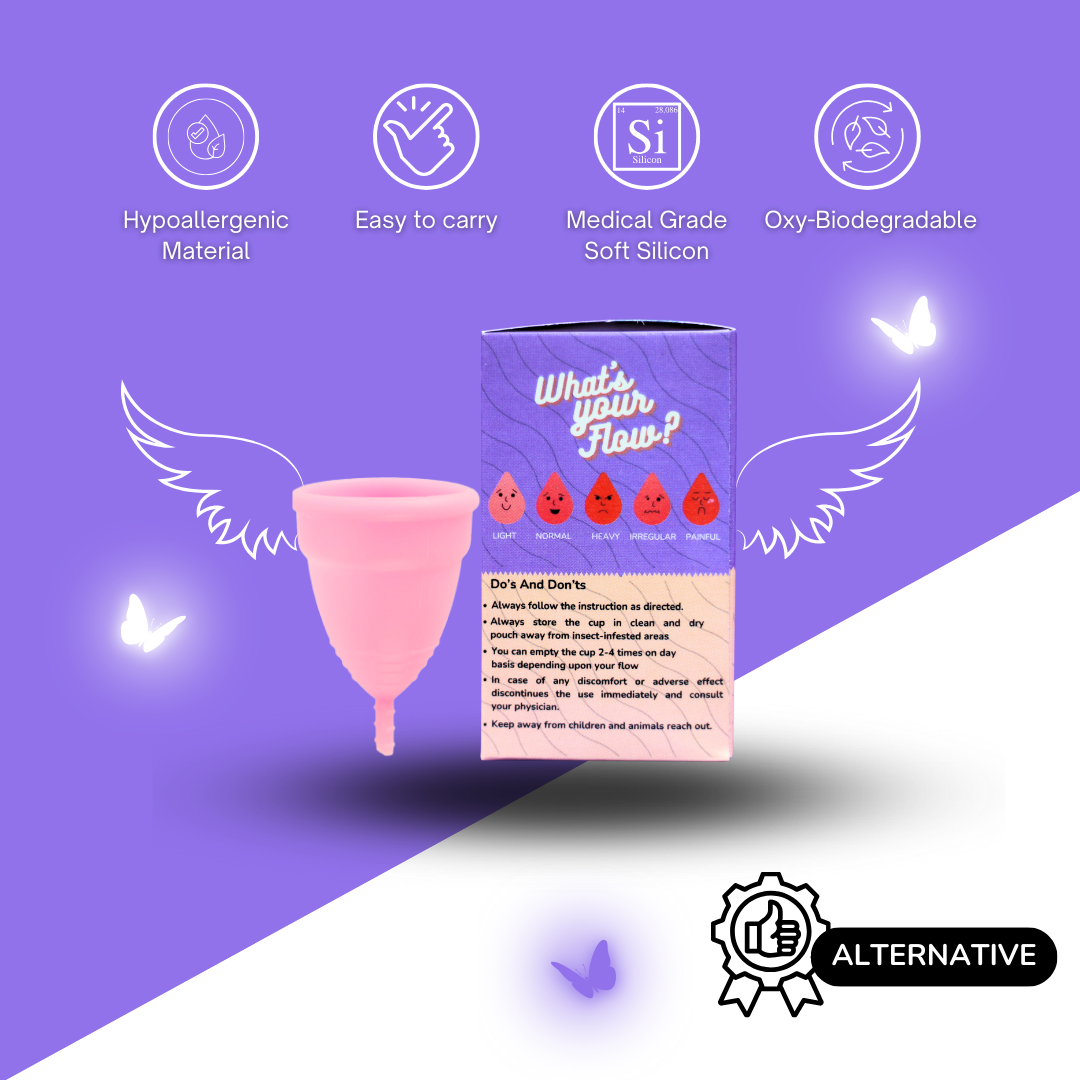 14 28.086
Si
Silicon
Hypoallergenic
Material
Easy to carry
Medical Grade
Soft Silicon
Oxy-Biodegradable
What's
your
Flow?
LIGHT NORMAL HEAVY IRREGULAR PAINFUL
Do's And Don'ts
• Always follow the instruction as directed.
• Always store the cup in clean and dry
pouch away from insect-infested areas
• You can empty the cup 2-4 times on day
basis depending upon your flow
• In case of any discomfort or adverse effect
discontinues the use immediately and consult
your physician.
• Keep away from children and animals reach out.
ALTERNATIVE